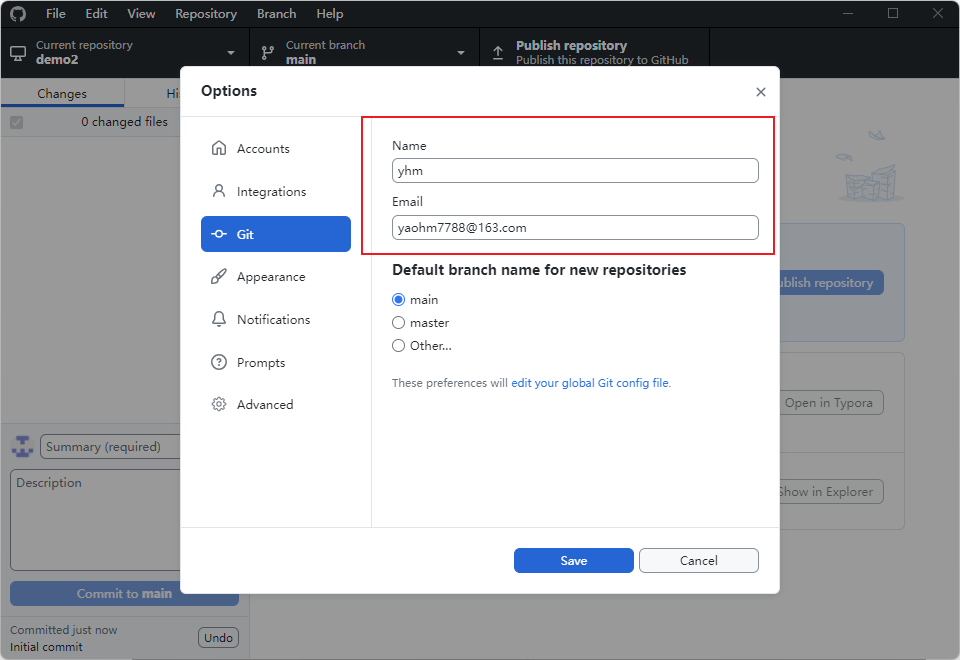 File Edit View Repository Branch Help
Current repository
demo2
Current branch
main
Publish repository
Publish this repository to GitHub
Changes
0 changed files
Options
Accounts
Integrations
Git
Appearance
Notifications
Prompts
Advanced
Name
yhm
Email
yaohm7788@163.com
Default branch name for new repositories
main
master
Other...
These preferences will edit your global Git config file.
Save Cancel
repository
Open in Typora
Show in Explorer
Summary (required)
Description
Commit to main
Committed just now
Initial commit
Undo